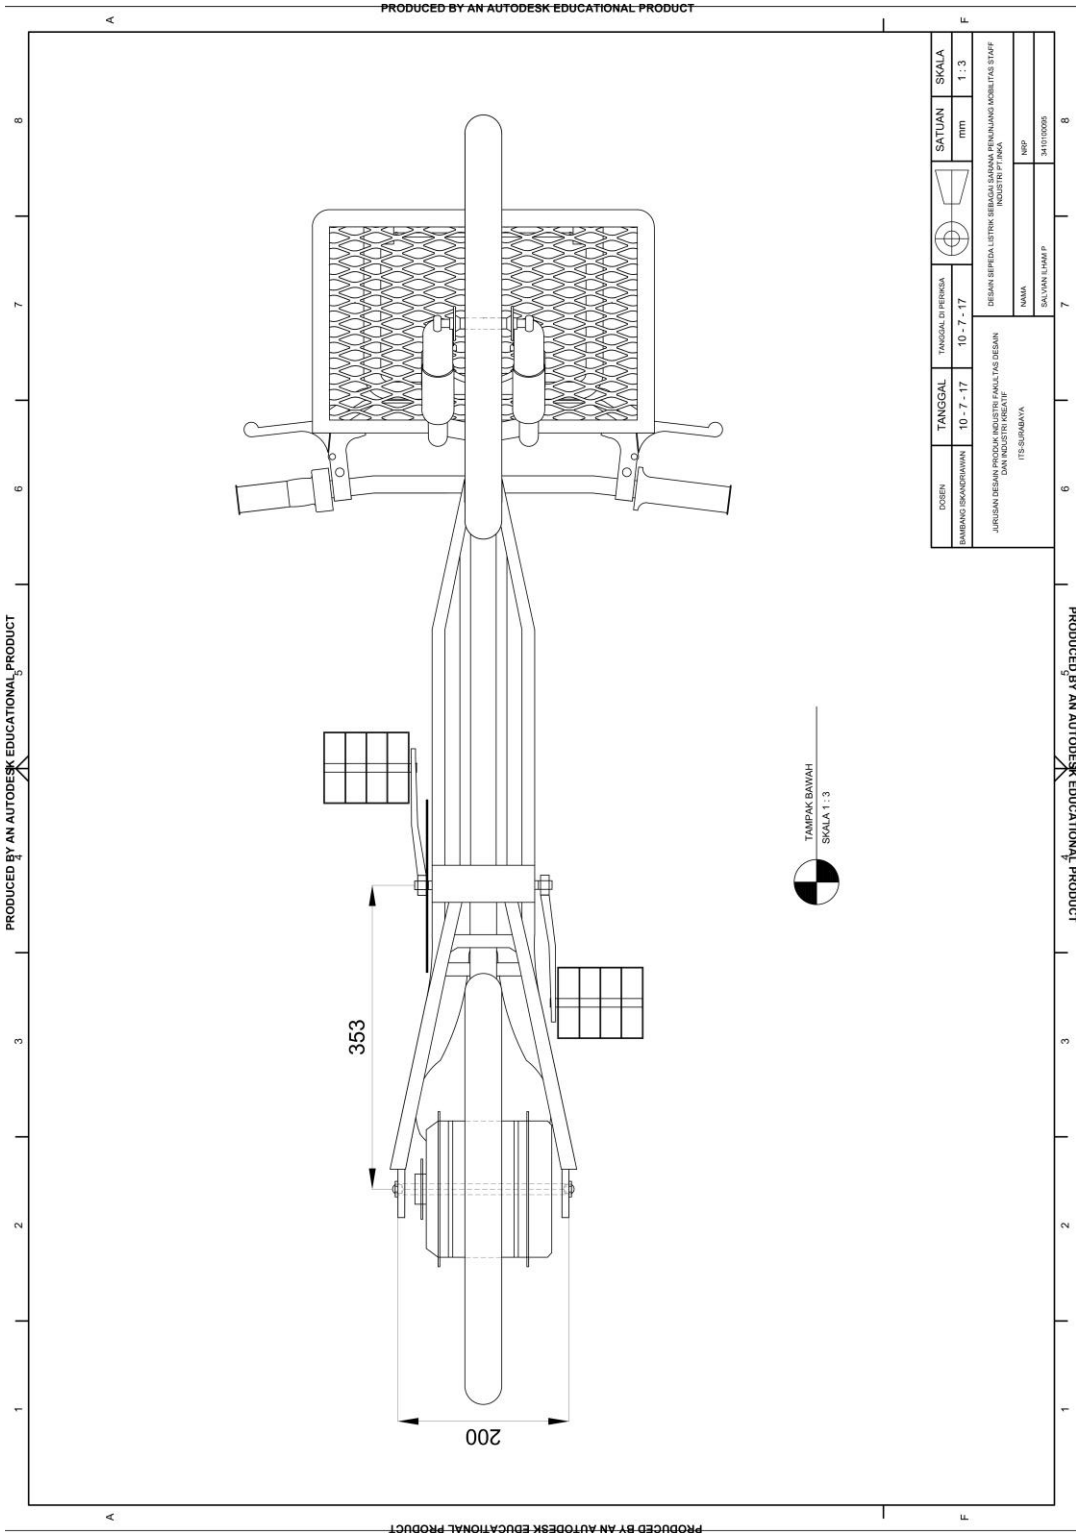 PRODUCED BY AN AUTODESK EDUCATIONAL PRODUCT
A
F
8
7
6
5
4
3
2
1
PRODUCED BY AN AUTODESK EDUCATIONAL PRODUCT
DOSEN
TANGGAL
TANGGAL DI PERIKSA
SATUAN
SKALA
BAMBANG ISKANDRIAWAN
10 - 7 - 17
10 - 7 - 17
mm
1 : 3
JURUSAN DESAIN PRODUK INDUSTRI FAKULTAS DESAIN
DAN INDUSTRI KREATIF
ITS-SURABAYA
DESAIN SEPEDA LISTRIK SEBAGAI SARANA PENUNJANG MOBILITAS STAFF
INDUSTRI PT.INKA
NAMA
NRP
SALVIAN ILHAM P
3410100095
353
200
TAMPAK BAWAH
SKALA 1 : 3
8
7
6
5
4
3
2
1
PRODUCED BY AN AUTODESK EDUCATIONAL PRODUCT
A
F
PRODUCED BY AN AUTODESK EDUCATIONAL PRODUCT